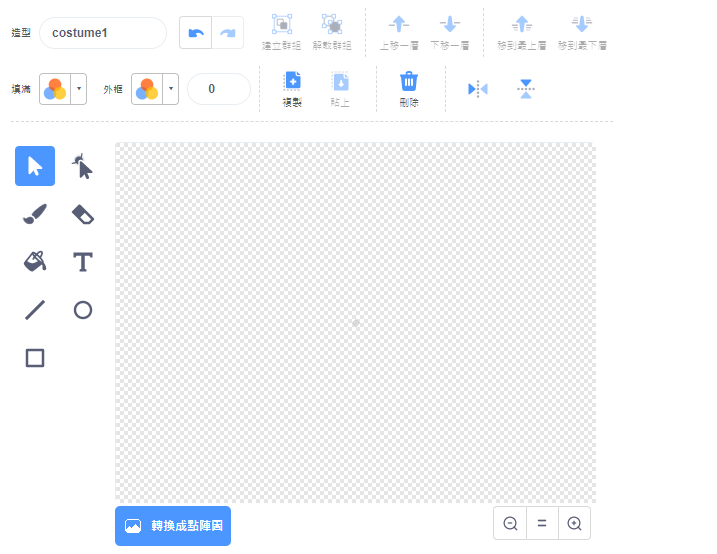 造型 costume1
建立群組 解散群組 上移一層 下移一層 移到最上層 移到最下層
填滿 外框 0
複製 貼上 刪除
轉換成點陣圖